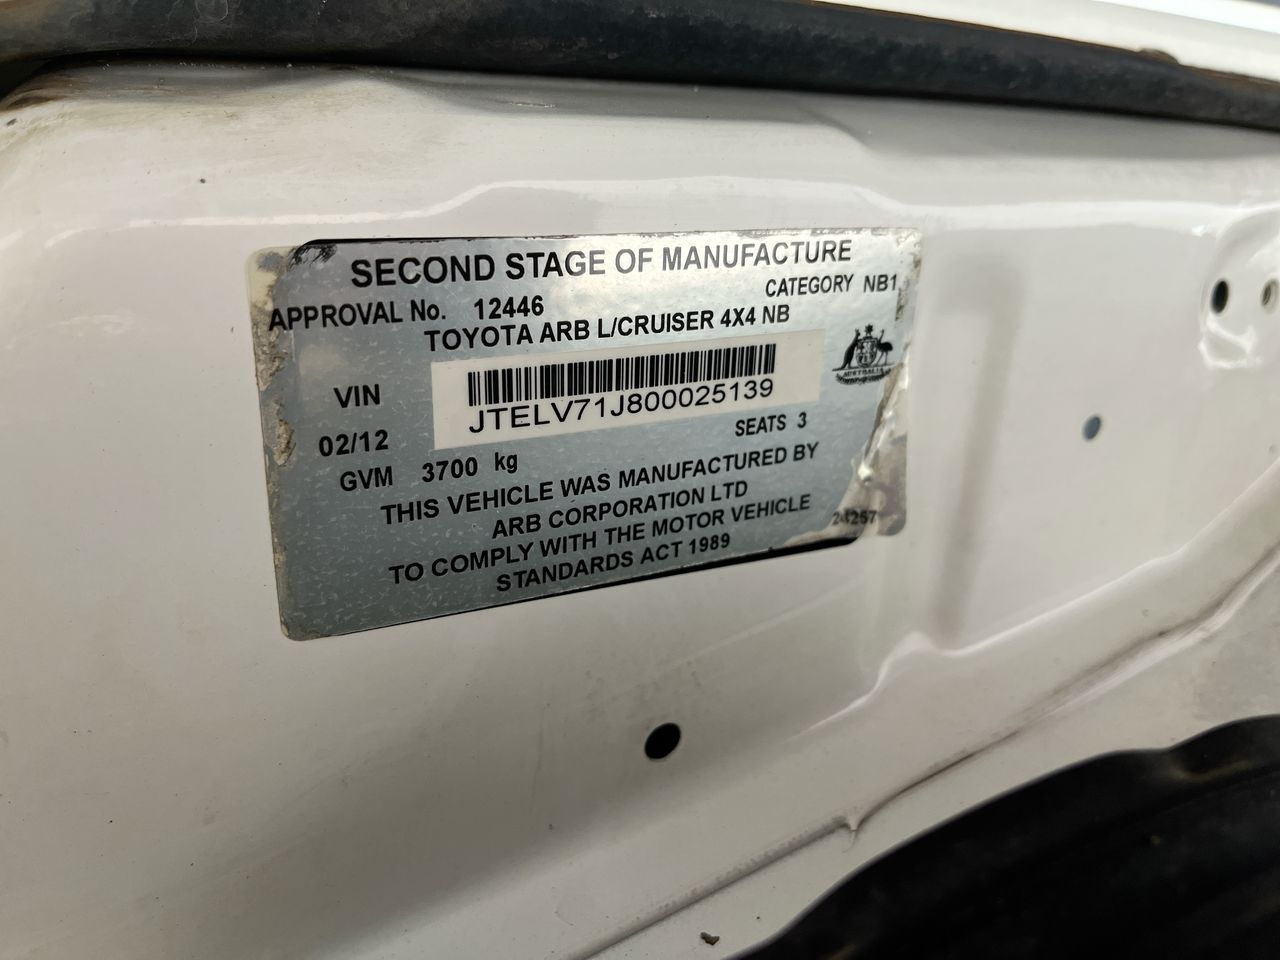 SECOND STAGE OF MANUFACTURE
APPROVAL No. 12446 CATEGORY NB1
TOYOTA ARB L/CRUISER 4X4 NB
AUSTRALIA
VIN JTELV71J800025139
02/12 SEATS 3
GVM 3700 kg
THIS VEHICLE WAS MANUFACTURED BY
ARB CORPORATION LTD
TO COMPLY WITH THE MOTOR VEHICLE
STANDARDS ACT 1989
24257